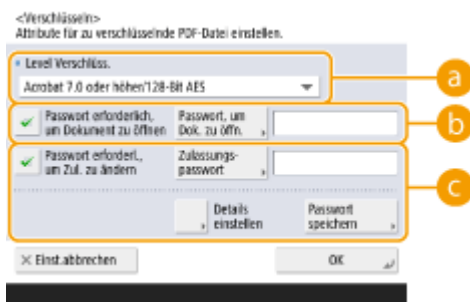 <Verschlüsseln>
Attribute für zu verschlüsselnde PDF-Datei einstellen.
Level Verschlüss.
Acrobat 7.0 oder höher/128-Bit AES
a
Passwort erforderlich,
um Dokument zu öffnen
Passwort, um
Dok. zu öffn.
b
Passwort erforderl.,
um Zul. zu ändern
Zulassungs-
passwort
c
Details
einstellen
Passwort
speichern
× Einst.abbrechen
OK